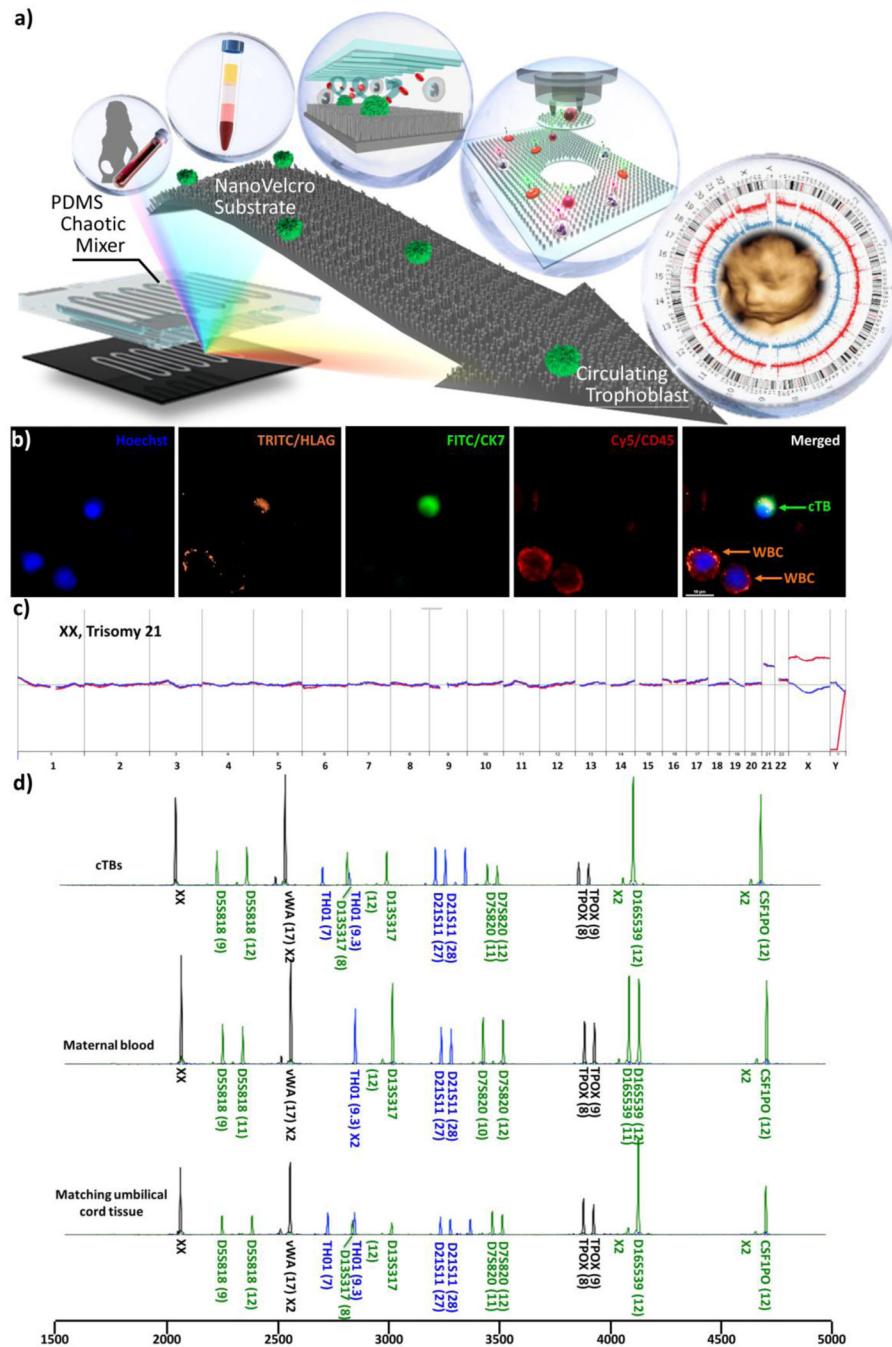 a)
NanoVelcro
Substrate
PDMS
Chaotic
Mixer
Circulating
Trophoblast
b)
Hoechst
TRITC/HLAG
FITC/CK7
Cy5/CD45
Merged
cTB
WBC
WBC
10 μm
c)
XX, Trisomy 21
1 2 3 4 5 6 7 8 9 10 11 12 13 14 15 16 17 18 19 20 21 22 X Y
d)
cTBs
XX
D5S818 (9)
D5S818 (12)
vWA (17) X2
TH01 (7)
D13S317 (8)
TH01 (9.3)
D13S317
(12)
D21S11 (27)
D21S11 (28)
D7S820 (11)
D7S820 (12)
TPOX (8)
TPOX (9)
D16S539 (12)
X2
CSF1PO (12)
X2
Maternal blood
XX
D5S818 (9)
D5S818 (11)
vWA (17) X2
TH01 (9.3) X2
D13S317
(12)
D21S11 (27)
D21S11 (28)
D7S820 (10)
D7S820 (12)
TPOX (8)
TPOX (9)
D16S539 (11)
D16S539 (12)
CSF1PO (12)
X2
Matching umbilical
cord tissue
XX
D5S818 (9)
D5S818 (12)
vWA (17) X2
TH01 (7)
D13S317 (8)
TH01 (9.3)
D13S317
(12)
D21S11 (27)
D21S11 (28)
D7S820 (11)
D7S820 (12)
TPOX (8)
TPOX (9)
D16S539 (12)
X2
CSF1PO (12)
X2
1500 2000 2500 3000 3500 4000 4500 5000